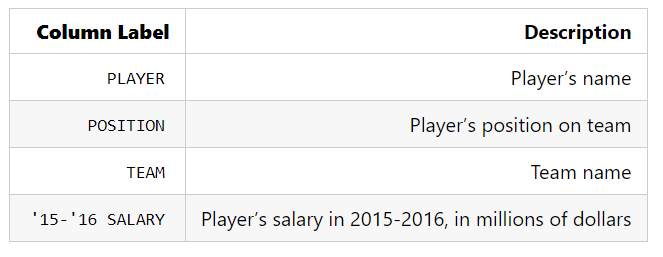 Column Label Description
PLAYER Player’s name
POSITION Player’s position on team
TEAM Team name
'15-'16 SALARY Player’s salary in 2015-2016, in millions of dollars